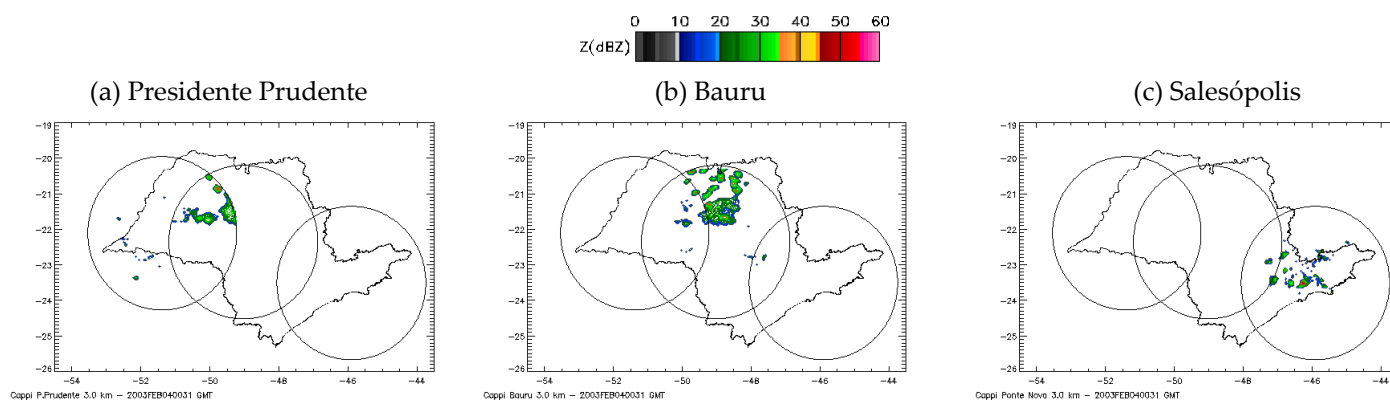 0 10 20 30 40 50 60
Z(dBZ)
(a) Presidente Prudente
(b) Bauru
(c) Salesópolis
-19
-20
-21
-22
-23
-24
-25
-26
-54 -52 -50 -48 -46 -44
Cappi P.Prudente 3.0 km - 2003FEB040031 GMT
-19
-20
-21
-22
-23
-24
-25
-26
-54 -52 -50 -48 -46 -44
Cappi Bauru 3.0 km - 2003FEB040031 GMT
-19
-20
-21
-22
-23
-24
-25
-26
-54 -52 -50 -48 -46 -44
Cappi Ponte Nova 3.0 km - 2003FEB040031 GMT